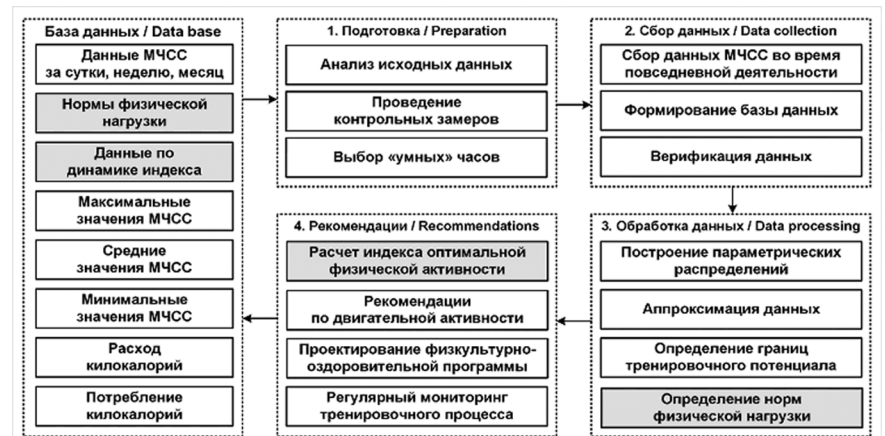 База данных / Data base
Данные МЧСС
за сутки, неделю, месяц
Нормы физической
нагрузки
Данные по
динамике индекса
Максимальные
значения МЧСС
Средние
значения МЧСС
Минимальные
значения МЧСС
Расход
килокалорий
Потребление
килокалорий
1. Подготовка / Preparation
Анализ исходных данных
Проведение
контрольных замеров
Выбор «умных» часов
2. Сбор данных / Data collection
Сбор данных МЧСС во время
повседневной деятельности
Формирование базы данных
Верификация данных
3. Обработка данных / Data processing
Построение параметрических
распределений
Аппроксимация данных
Определение границ
тренировочного потенциала
Определение норм
физической нагрузки
4. Рекомендации / Recommendations
Расчет индекса оптимальной
физической активности
Рекомендации
по двигательной активности
Проектирование физкультурно-
оздоровительной программы
Регулярный мониторинг
тренировочного процесса